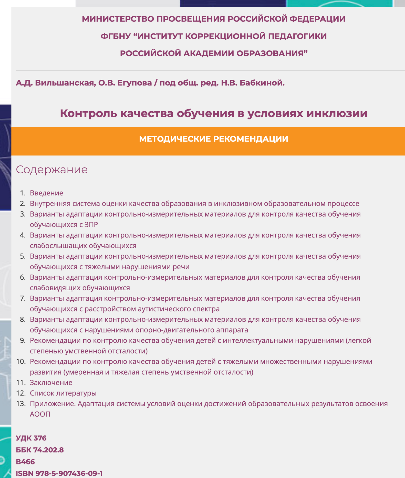 МИНИСТЕРСТВО ПРОСВЕЩЕНИЯ РОССИЙСКОЙ ФЕДЕРАЦИИ
ФГБНУ “ИНСТИТУТ КОРРЕКЦИОННОЙ ПЕДАГОГИКИ
РОССИЙСКОЙ АКАДЕМИИ ОБРАЗОВАНИЯ”
А.Д. Вильшанская, О.В. Егупова / под общ. ред. Н.В. Бабкиной.
Контроль качества обучения в условиях инклюзии
МЕТОДИЧЕСКИЕ РЕКОМЕНДАЦИИ
Содержание
1. Введение
2. Внутренняя система оценки качества образования в инклюзивном образовательном процессе
3. Варианты адаптации контрольно-измерительных материалов для контроля качества обучения
обучающихся с ЗПР
4. Варианты адаптации контрольно-измерительных материалов для контроля качества обучения
слабослышащих обучающихся
5. Варианты адаптации контрольно-измерительных материалов для контроля качества обучения
обучающихся с тяжелыми нарушениями речи
6. Варианты адаптация контрольно-измерительных материалов для контроля качества обучения
слабовидящих обучающихся
7. Варианты адаптации контрольно-измерительных материалов для контроля качества обучения
обучающихся с расстройством аутистического спектра
8. Варианты адаптации контрольно-измерительных материалов для контроля качества обучения
обучающихся с нарушениями опорно-двигательного аппарата
9. Рекомендации по контролю качества обучения детей с интеллектуальными нарушениями (легкой
степенью умственной отсталости)
10. Рекомендации по контролю качества обучения детей с тяжелыми множественными нарушениями
развития (умеренная и тяжелая степень умственной отсталости)
11. Заключение
12. Список литературы
13. Приложение. Адаптация системы условий оценки достижений образовательных результатов освоения
АООП
УДК 376
ББК 74.202.8
В466
ISBN 978-5-907436-09-1